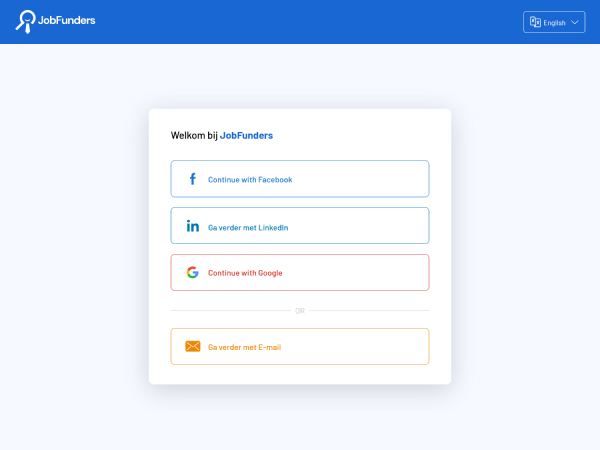 JobFunders
English
Welkom bij JobFunders
Continue with Facebook
Ga verder met LinkedIn
Continue with Google
OR
Ga verder met E-mail